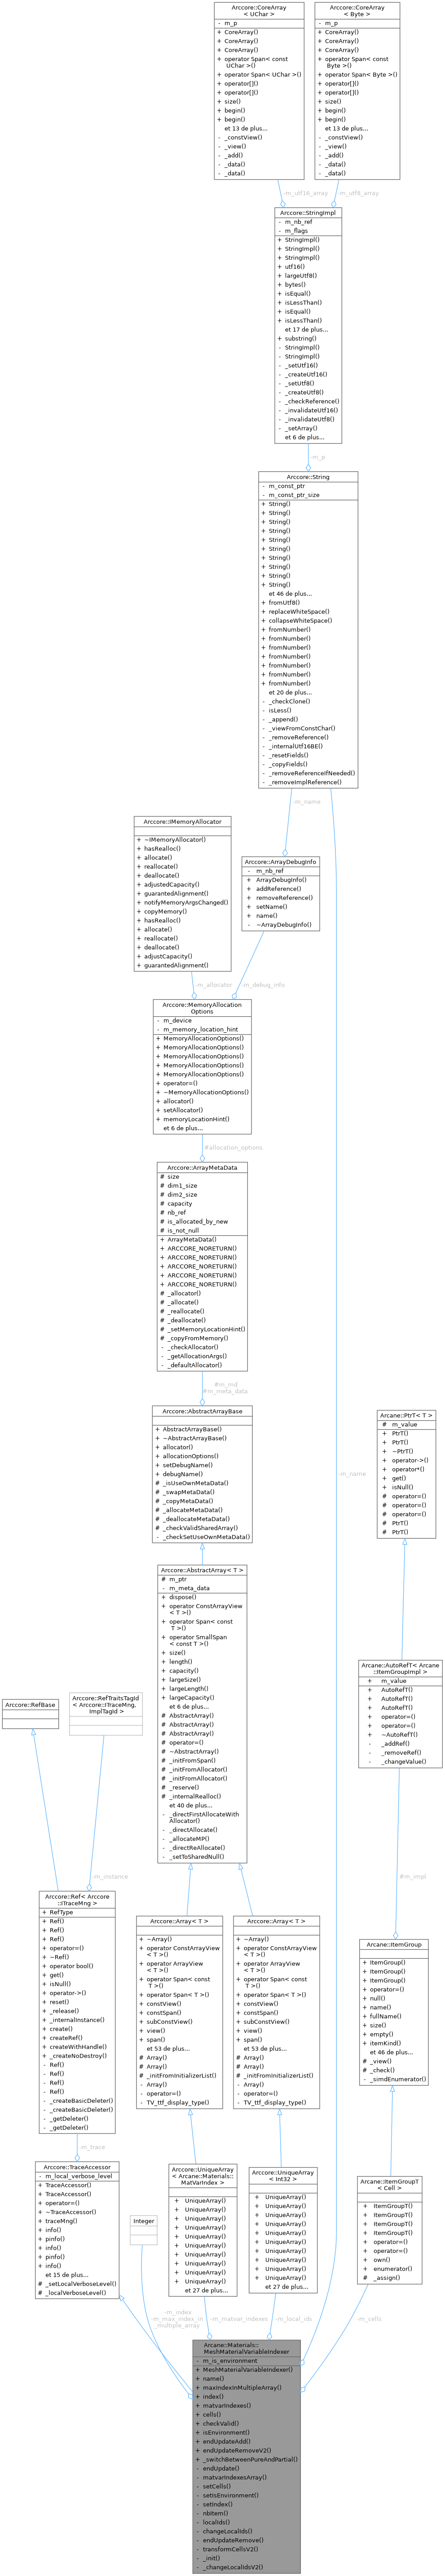 Arccore::CoreArray
< UChar >
- m_p
+ CoreArray()
+ CoreArray()
+ CoreArray()
+ operator Span< const
UChar >()
+ operator Span< UChar >()
+ operator[]()
+ operator[]()
+ size()
+ begin()
+ begin()
et 13 de plus...
- _constView()
- _view()
- _add()
- _data()
- _data()
Arccore::CoreArray
< Byte >
- m_p
+ CoreArray()
+ CoreArray()
+ CoreArray()
+ operator Span< const
Byte >()
+ operator Span< Byte >()
+ operator[]()
+ operator[]()
+ size()
+ begin()
+ begin()
et 13 de plus...
- _constView()
- _view()
- _add()
- _data()
- _data()
-m_utf16_array
-m_utf8_array
Arccore::StringImpl
- m_nb_ref
- m_flags
+ StringImpl()
+ StringImpl()
+ StringImpl()
+ utf16()
+ largeUtf8()
+ bytes()
+ isEqual()
+ isLessThan()
+ isEqual()
+ isLessThan()
et 17 de plus...
+ substring()
- StringImpl()
- StringImpl()
- _setUtf16()
- _createUtf16()
- _setUtf8()
- _createUtf8()
- _checkReference()
- _invalidateUtf16()
- _invalidateUtf8()
- _setArray()
et 6 de plus...
-m_p
Arccore::String
- m_const_ptr
- m_const_ptr_size
+ String()
+ String()
+ String()
+ String()
+ String()
+ String()
+ String()
+ String()
+ String()
+ String()
et 46 de plus...
+ fromUtf8()
+ replaceWhiteSpace()
+ collapseWhiteSpace()
+ fromNumber()
+ fromNumber()
+ fromNumber()
+ fromNumber()
+ fromNumber()
+ fromNumber()
+ fromNumber()
et 20 de plus...
- _checkClone()
- isLess()
- _append()
- _viewFromConstChar()
- _removeReference()
- _internalUtf16BE()
- _resetFields()
- _copyFields()
- _removeReferenceIfNeeded()
- _removeImplReference()
-m_name
Arccore::IMemoryAllocator
+ ~IMemoryAllocator()
+ hasRealloc()
+ allocate()
+ reallocate()
+ deallocate()
+ adjustedCapacity()
+ guarantedAlignment()
+ notifyMemoryArgsChanged()
+ copyMemory()
+ hasRealloc()
+ allocate()
+ reallocate()
+ deallocate()
+ adjustCapacity()
+ guarantedAlignment()
Arccore::ArrayDebugInfo
- m_nb_ref
+ ArrayDebugInfo()
+ addReference()
+ removeReference()
+ setName()
+ name()
- ~ArrayDebugInfo()
-m_allocator
-m_debug_info
Arccore::MemoryAllocation
Options
- m_device
- m_memory_location_hint
+ MemoryAllocationOptions()
+ MemoryAllocationOptions()
+ MemoryAllocationOptions()
+ MemoryAllocationOptions()
+ MemoryAllocationOptions()
+ operator=()
+ ~MemoryAllocationOptions()
+ allocator()
+ setAllocator()
+ memoryLocationHint()
et 6 de plus...
#allocation_options
Arccore::ArrayMetaData
# size
# dim1_size
# dim2_size
# capacity
# nb_ref
# is_allocated_by_new
# is_not_null
+ ArrayMetaData()
+ ARCCORE_NORETURN()
+ ARCCORE_NORETURN()
+ ARCCORE_NORETURN()
+ ARCCORE_NORETURN()
+ ARCCORE_NORETURN()
# _allocator()
# _allocate()
# _reallocate()
# _deallocate()
# _setMemoryLocationHint()
# _copyFromMemory()
- _checkAllocator()
- _getAllocationArgs()
- _defaultAllocator()
#m_md
#m_meta_data
Arccore::AbstractArrayBase
+ AbstractArrayBase()
+ ~AbstractArrayBase()
+ allocator()
+ allocationOptions()
+ setDebugName()
+ debugName()
# _isUseOwnMetaData()
# _swapMetaData()
# _copyMetaData()
# _allocateMetaData()
# _deallocateMetaData()
# _checkValidSharedArray()
- _checkSetUseOwnMetaData()
-m_name
Arcane::PtrT< T >
# m_value
+ PtrT()
+ PtrT()
+ ~PtrT()
+ operator->()
+ operator*()
+ get()
+ isNull()
# operator=()
# operator=()
# operator=()
# PtrT()
# PtrT()
Arccore::AbstractArray< T >
# m_ptr
- m_meta_data
+ dispose()
+ operator ConstArrayView
< T >()
+ operator Span< const
T >()
+ operator SmallSpan
< const T >()
+ size()
+ length()
+ capacity()
+ largeSize()
+ largeLength()
+ largeCapacity()
et 6 de plus...
# AbstractArray()
# AbstractArray()
# AbstractArray()
# operator=()
# ~AbstractArray()
# _initFromSpan()
# _initFromAllocator()
# _initFromAllocator()
# _reserve()
# _internalRealloc()
et 40 de plus...
- _directFirstAllocateWith
Allocator()
- _directAllocate()
- _allocateMP()
- _directReAllocate()
- _setToSharedNull()
Arcane::AutoRefT< Arcane
::ItemGroupImpl >
+ m_value
+ AutoRefT()
+ AutoRefT()
+ AutoRefT()
+ operator=()
+ operator=()
+ ~AutoRefT()
- _addRef()
- _removeRef()
- _changeValue()
#m_impl
Arccore::RefBase
Arccore::RefTraitsTagId
< Arccore::ITraceMng,
ImplTagId >
-m_instance
Arccore::Ref< Arccore
::ITraceMng >
+ RefType
+ Ref()
+ Ref()
+ Ref()
+ operator=()
+ ~Ref()
+ operator bool()
+ get()
+ isNull()
+ operator->()
+ reset()
+ _release()
+ _internalInstance()
+ create()
+ createRef()
+ createWithHandle()
+ _createNoDestroy()
- Ref()
- Ref()
- Ref()
- Ref()
- _createBasicDeleter()
- _createBasicDeleter()
- _getDeleter()
- _getDeleter()
Arccore::Array< T >
+ ~Array()
+ operator ConstArrayView
< T >()
+ operator ArrayView
< T >()
+ operator Span< const
T >()
+ operator Span< T >()
+ constView()
+ constSpan()
+ subConstView()
+ view()
+ span()
et 53 de plus...
# Array()
# Array()
# _initFromInitializerList()
- Array()
- operator=()
- TV_ttf_display_type()
Arccore::Array< T >
+ ~Array()
+ operator ConstArrayView
< T >()
+ operator ArrayView
< T >()
+ operator Span< const
T >()
+ operator Span< T >()
+ constView()
+ constSpan()
+ subConstView()
+ view()
+ span()
et 53 de plus...
# Array()
# Array()
# _initFromInitializerList()
- Array()
- operator=()
- TV_ttf_display_type()
Arcane::ItemGroup
+ ItemGroup()
+ ItemGroup()
+ ItemGroup()
+ operator=()
+ null()
+ name()
+ fullName()
+ size()
+ empty()
+ itemKind()
et 46 de plus...
# _view()
# _check()
- _simdEnumerator()
-m_trace
Arccore::TraceAccessor
- m_local_verbose_level
+ TraceAccessor()
+ TraceAccessor()
+ operator=()
+ ~TraceAccessor()
+ traceMng()
+ info()
+ pinfo()
+ info()
+ pinfo()
+ info()
et 15 de plus...
# _setLocalVerboseLevel()
# _localVerboseLevel()
Integer
Arccore::UniqueArray
< Arcane::Materials::
MatVarIndex >
+ UniqueArray()
+ UniqueArray()
+ UniqueArray()
+ UniqueArray()
+ UniqueArray()
+ UniqueArray()
+ UniqueArray()
+ UniqueArray()
+ UniqueArray()
+ UniqueArray()
et 27 de plus...
Arccore::UniqueArray
< Int32 >
+ UniqueArray()
+ UniqueArray()
+ UniqueArray()
+ UniqueArray()
+ UniqueArray()
+ UniqueArray()
+ UniqueArray()
+ UniqueArray()
+ UniqueArray()
+ UniqueArray()
et 27 de plus...
Arcane::ItemGroupT
< Cell >
+ ItemGroupT()
+ ItemGroupT()
+ ItemGroupT()
+ ItemGroupT()
+ operator=()
+ operator=()
+ own()
+ enumerator()
# _assign()
-m_index
-m_max_index_in
_multiple_array
-m_matvar_indexes
-m_local_ids
-m_cells
Arcane::Materials::
MeshMaterialVariableIndexer
- m_is_environment
+ MeshMaterialVariableIndexer()
+ name()
+ maxIndexInMultipleArray()
+ index()
+ matvarIndexes()
+ cells()
+ checkValid()
+ isEnvironment()
+ endUpdateAdd()
+ endUpdateRemoveV2()
+ _switchBetweenPureAndPartial()
- endUpdate()
- matvarIndexesArray()
- setCells()
- setIsEnvironment()
- setIndex()
- nbItem()
- localIds()
- changeLocalIds()
- endUpdateRemove()
- transformCellsV2()
- _init()
- _changeLocalIdsV2()